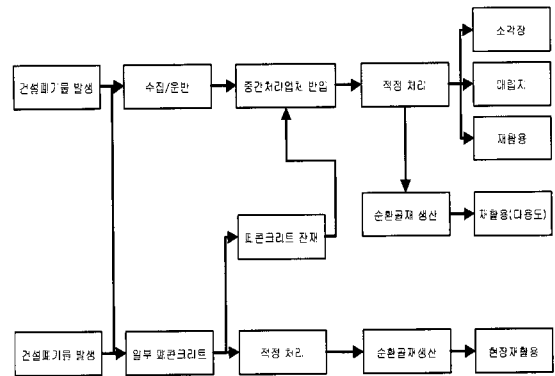 소각장
건설폐기물 발생
수집/운반
중간처리업체 반입
적정 처리
매립지
재활용
순환골재 생산
재활용(다용도)
폐콘크리트 잔재
건설폐기물 발생
일부 폐콘크리트
적정 처리
순환골재생산
현장재활용